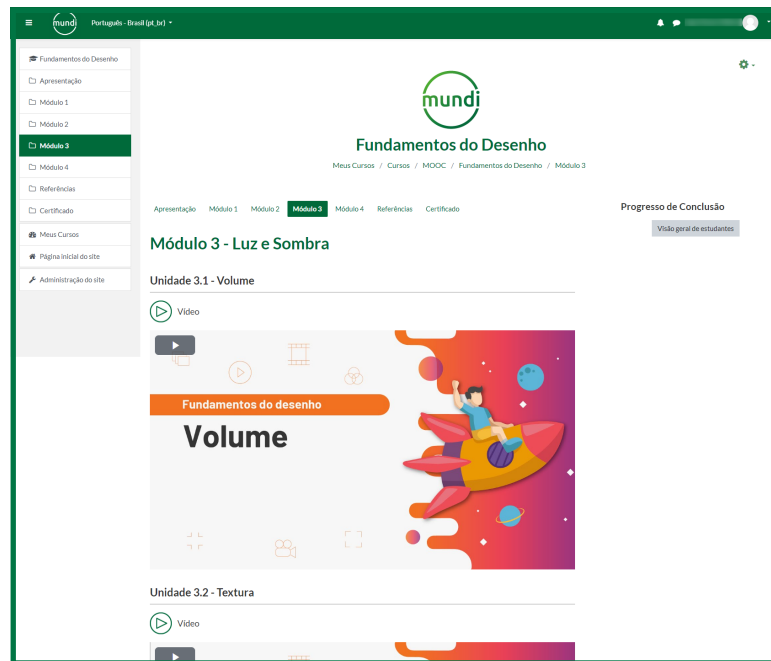 mundi
Português - Brasil (pt_br)
Fundamentos do Desenho
Apresentação
Módulo 1
Módulo 2
Módulo 3
Módulo 4
Referências
Certificado
Meus Cursos
Página inicial do site
Administração do site
mundi
Fundamentos do Desenho
Meus Cursos / Cursos / MOOC / Fundamentos do Desenho / Módulo 3
Apresentação Módulo 1 Módulo 2 Módulo 3 Módulo 4 Referências Certificado
Progresso de Conclusão
Visão geral de estudantes
Módulo 3 - Luz e Sombra
Unidade 3.1 - Volume
Vídeo
Fundamentos do desenho
Volume
Unidade 3.2 - Textura
Vídeo